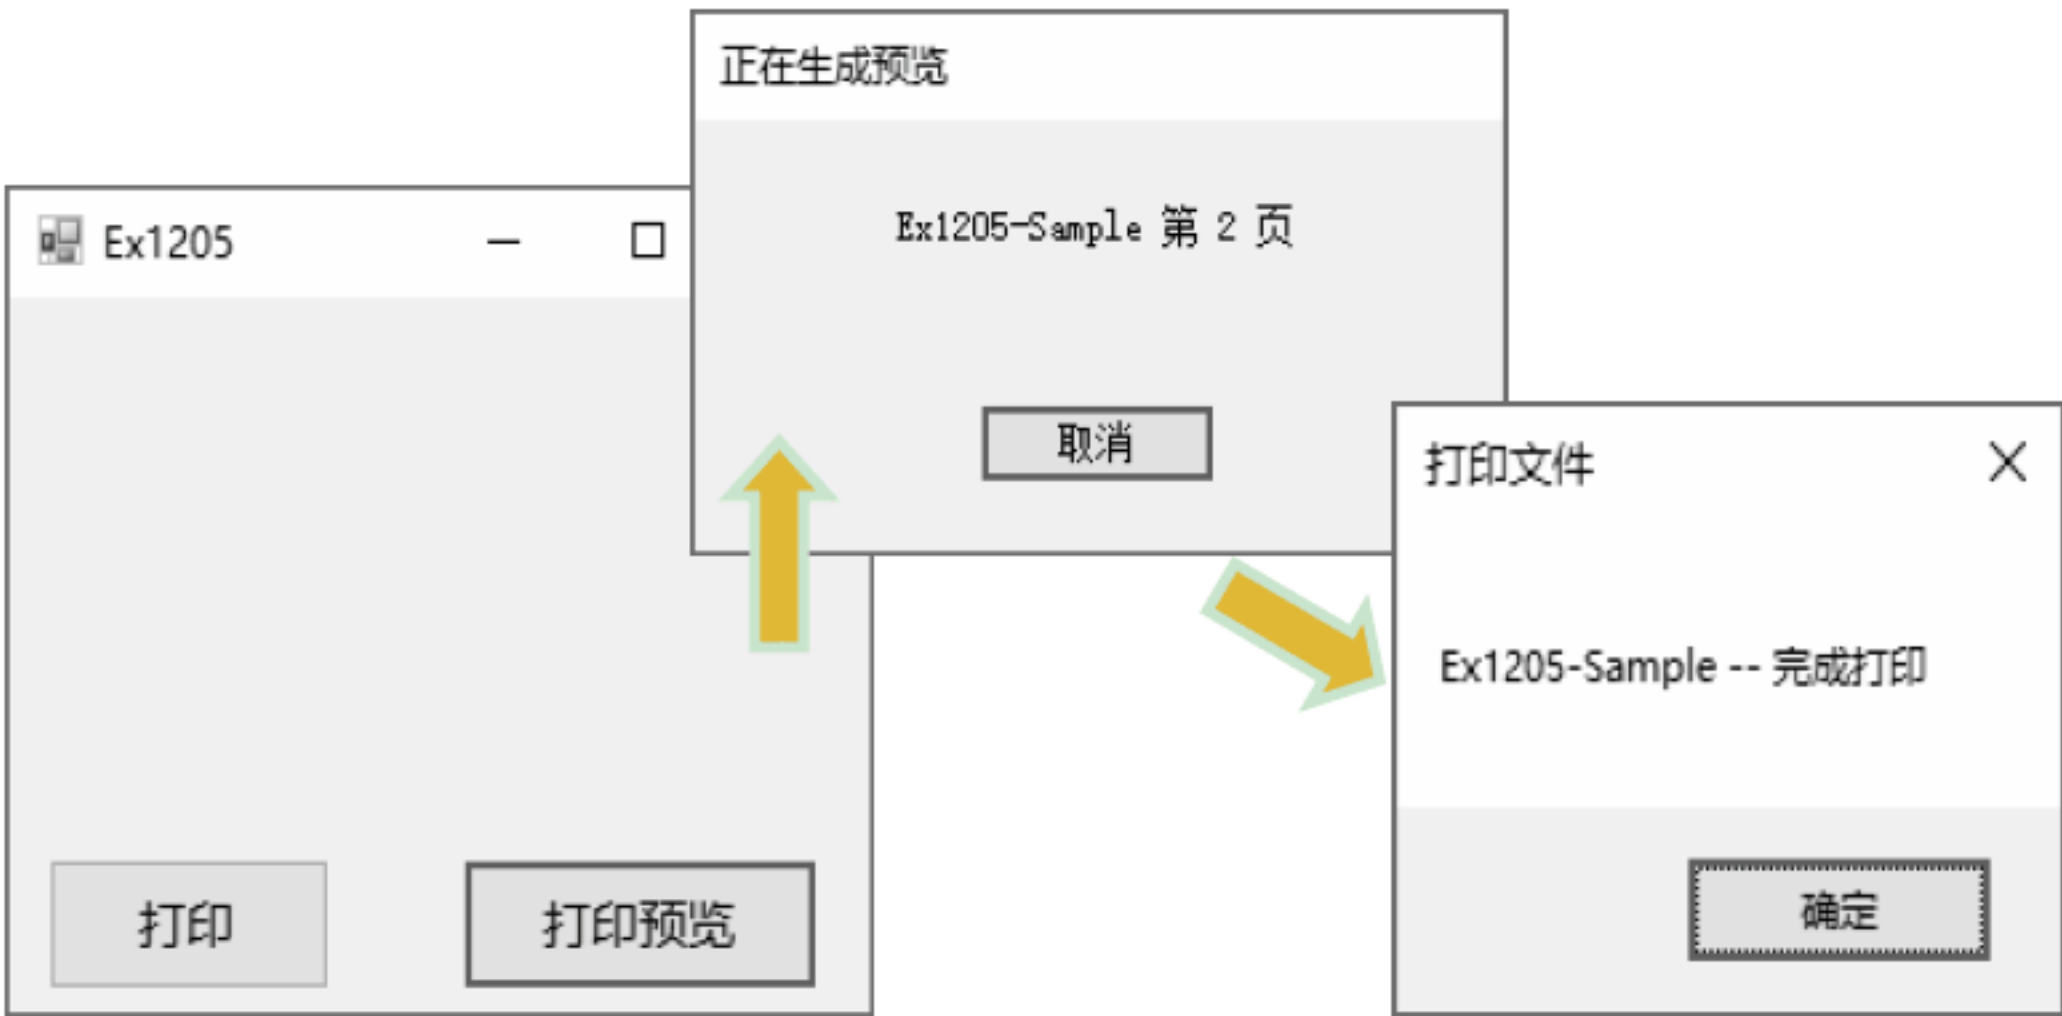 正在生成预览
Ex1205-Sample 第 2 页
取消
Ex1205
打印
打印预览
打印文件
Ex1205-Sample -- 完成打印
确定